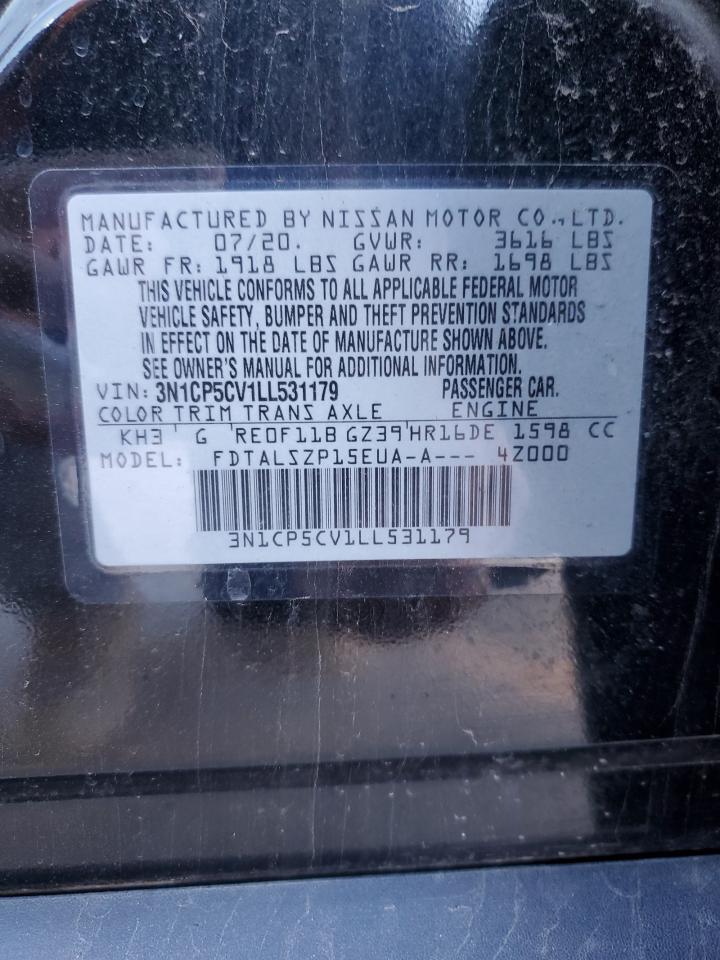 MANUFACTURED BY NISSAN MOTOR CO.,LTD.
DATE: 07/20. GVWR: 3616 LBS
GAWR FR: 1918 LBS GAWR RR: 1698 LBS
THIS VEHICLE CONFORMS TO ALL APPLICABLE FEDERAL MOTOR
VEHICLE SAFETY, BUMPER AND THEFT PREVENTION STANDARDS
IN EFFECT ON THE DATE OF MANUFACTURE SHOWN ABOVE.
SEE OWNER'S MANUAL FOR ADDITIONAL INFORMATION.
VIN: 3N1CP5CV1LL531179 PASSENGER CAR.
COLOR TRIM TRANS AXLE ENGINE
KH3 G RE0F11B GZ39 HR16DE 1598 CC
MODEL: FDTALSZP15EUA-A--- 4Z000
3N1CP5CV1LL531179